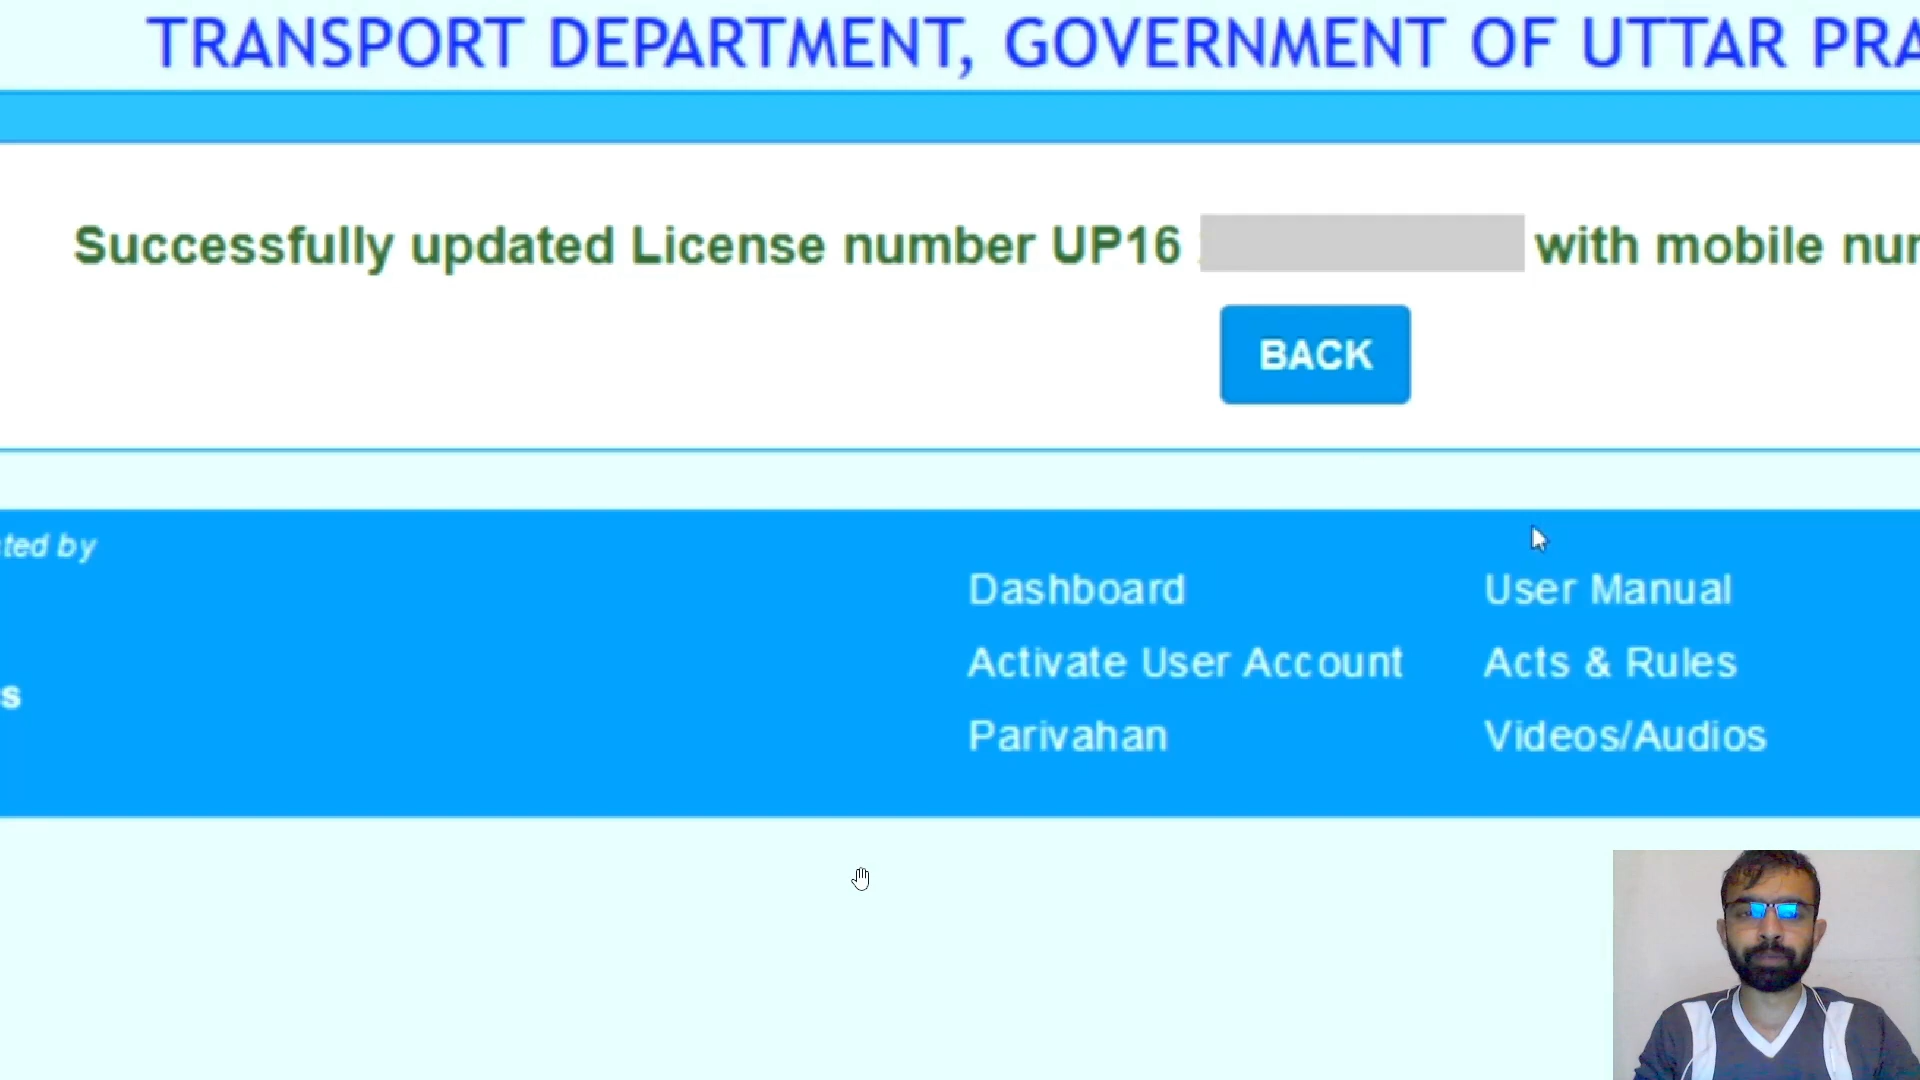 TRANSPORT DEPARTMENT, GOVERNMENT OF UTTAR PRA
Successfully updated License number UP16 with mobile nur
BACK
ted by
s
Dashboard User Manual
Activate User Account Acts & Rules
Parivahan Videos/Audios